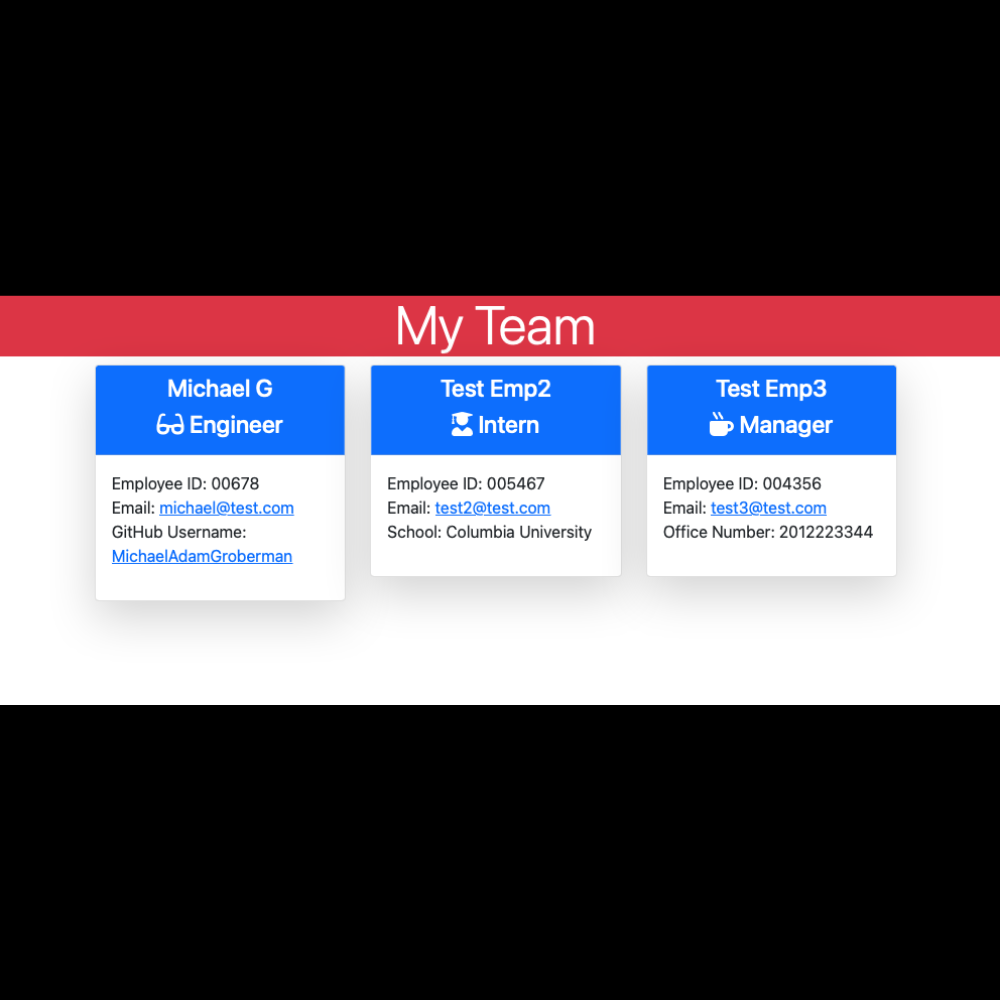 My Team
Michael G
Engineer
Employee ID: 00678
Email: michael@test.com
GitHub Username:
MichaelAdamGroberman
Test Emp2
Intern
Employee ID: 005467
Email: test2@test.com
School: Columbia University
Test Emp3
Manager
Employee ID: 004356
Email: test3@test.com
Office Number: 2012223344